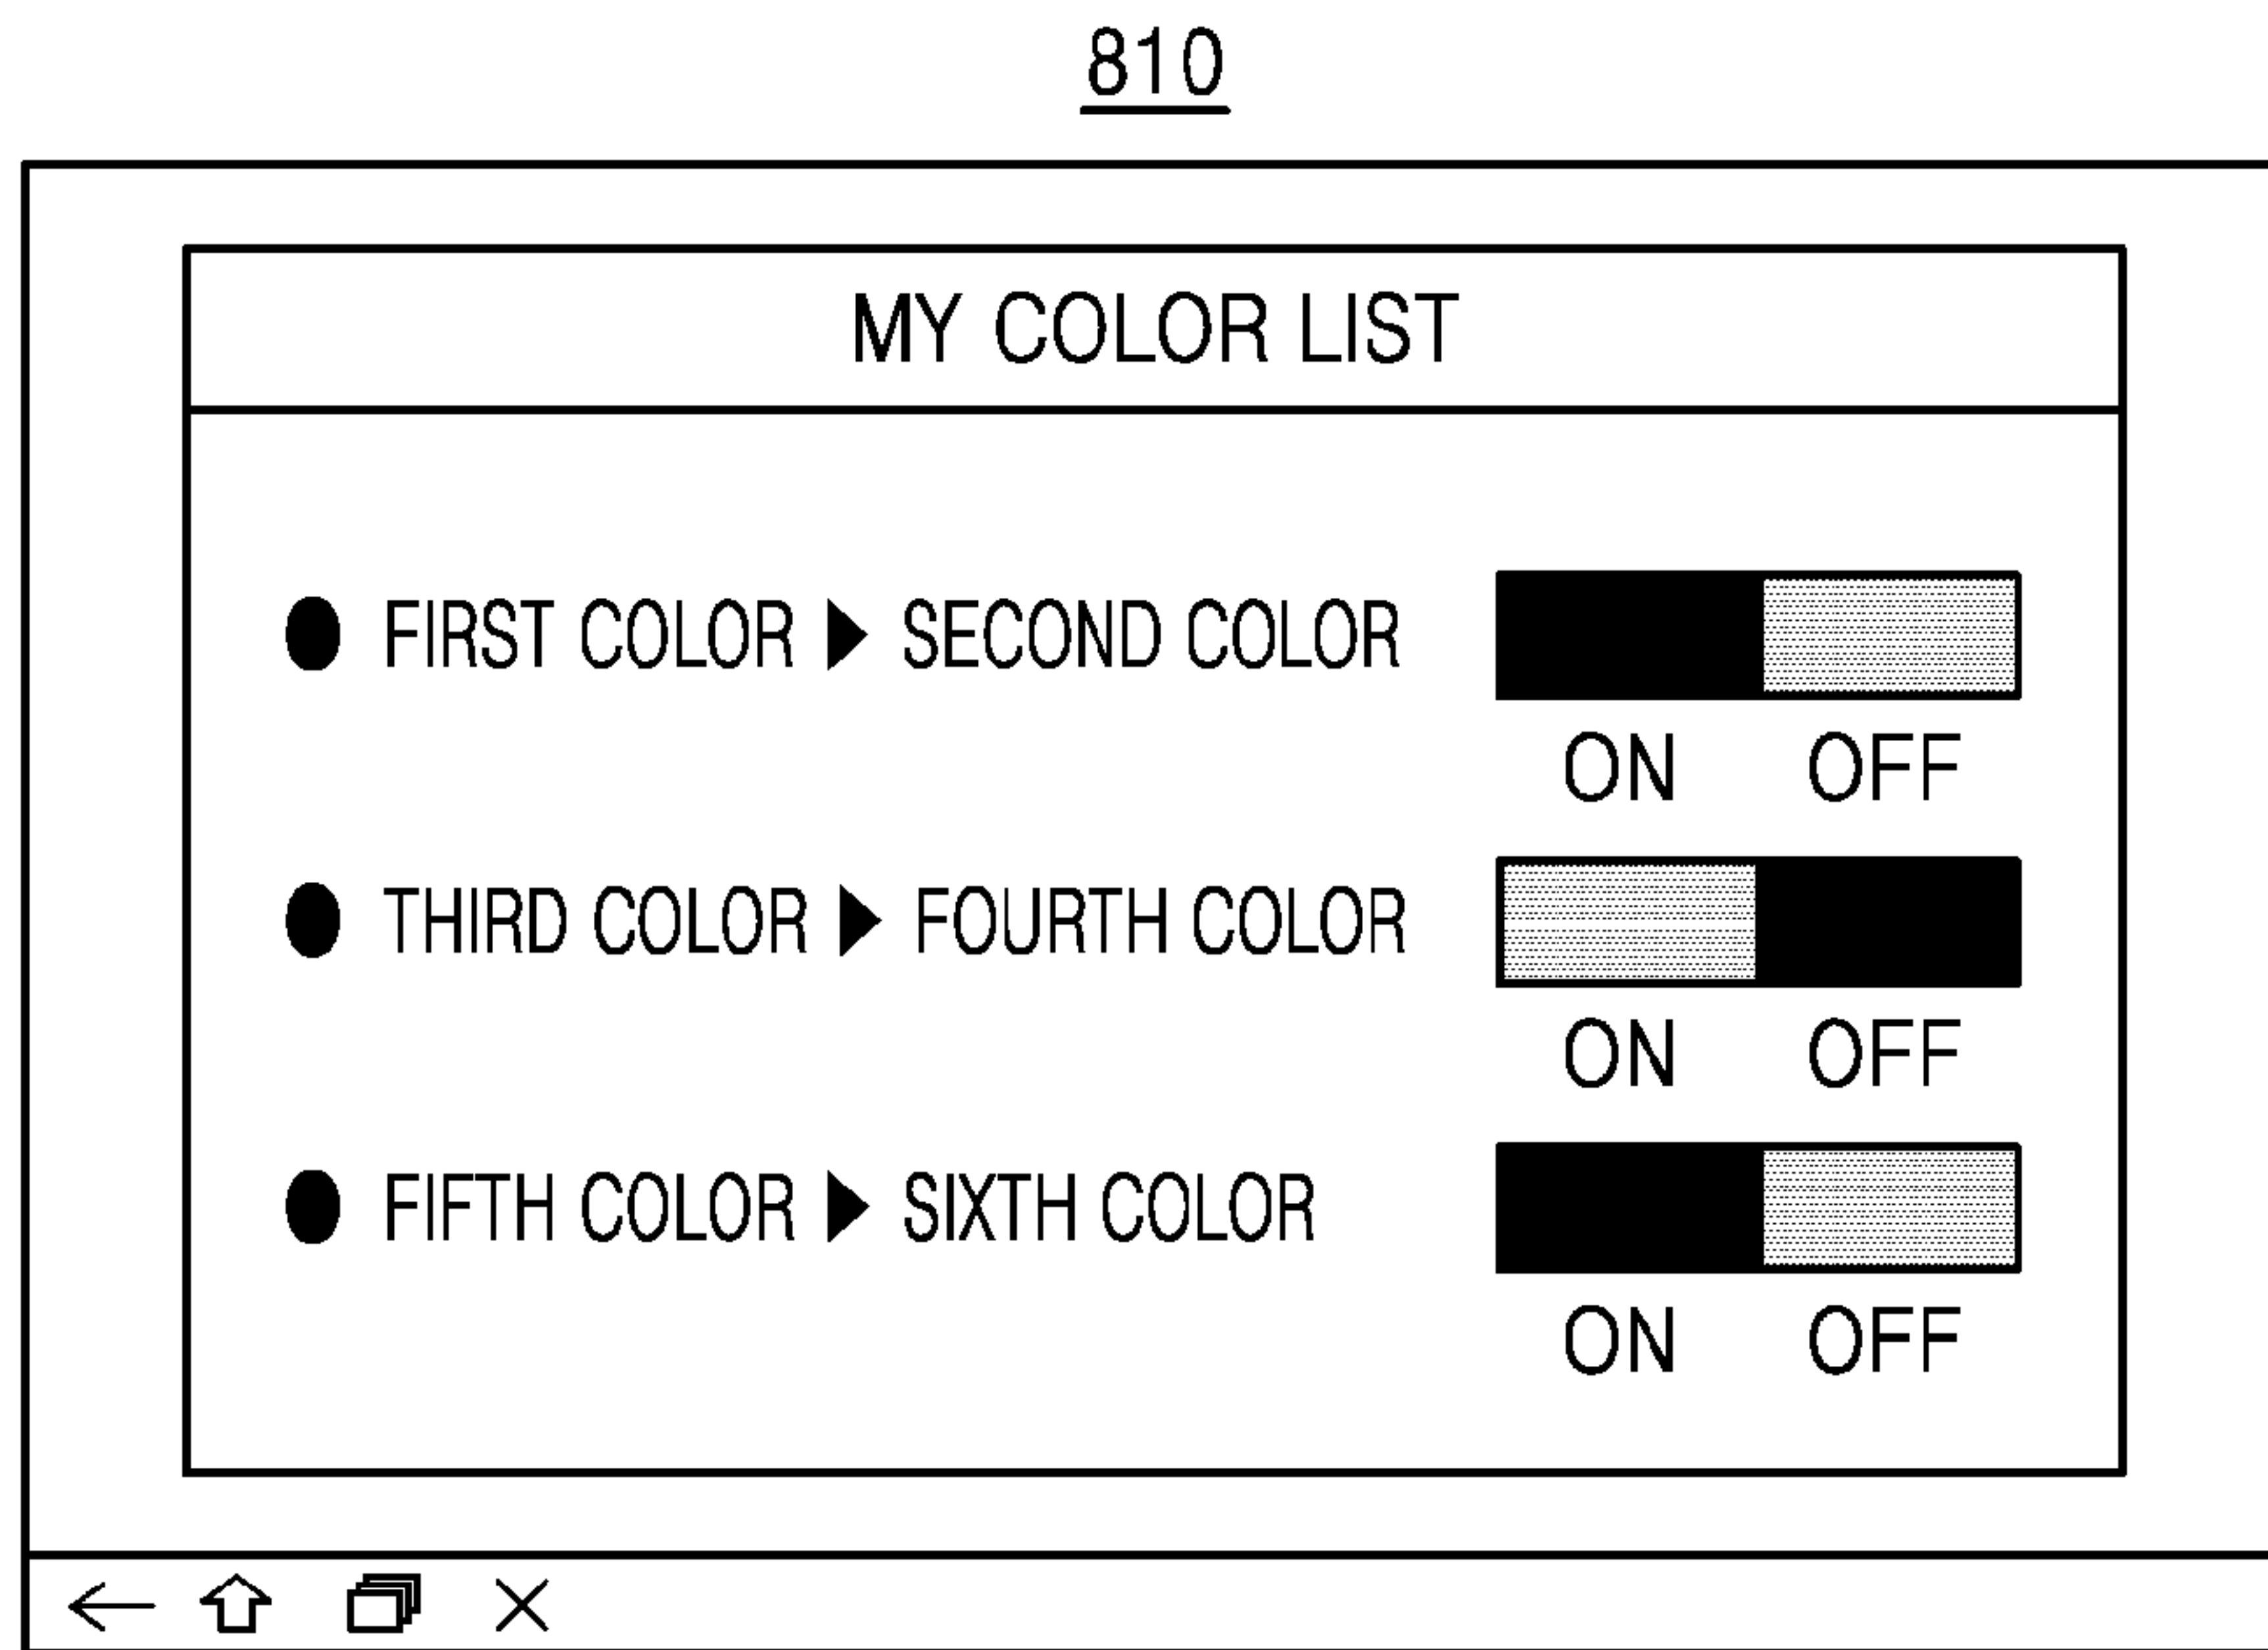 810
MY COLOR LIST
FIRST COLOR ▶ SECOND COLOR
ON OFF
THIRD COLOR ▶ FOURTH COLOR
ON OFF
FIFTH COLOR ▶ SIXTH COLOR
ON OFF